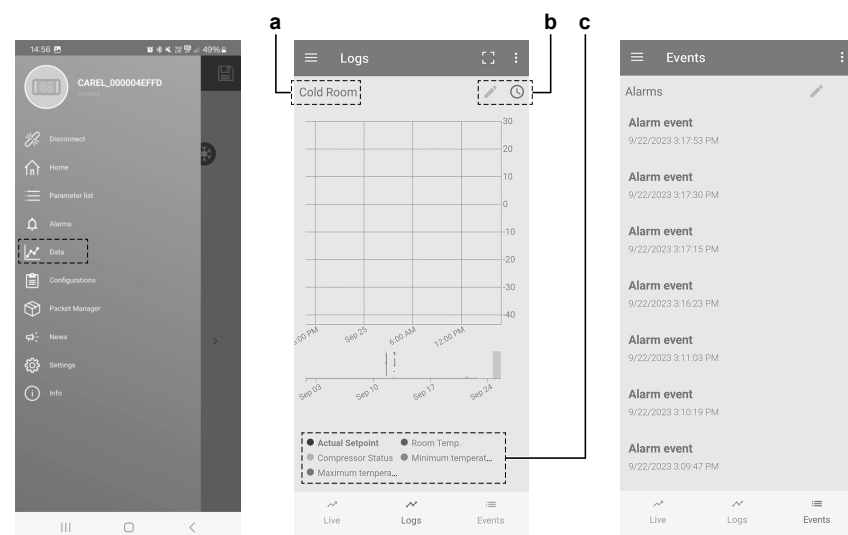 a
b
c
14:56
49%
CAREL_000004EFFD
Service
Disconnect
Home
Parameter list
Alarms
Data
Configurations
Packet Manager
News
Settings
Info
Logs
Cold Room
30
20
10
0
-10
-20
-30
-40
6:00 PM
Sep 25
6:00 AM
12:00 PM
Sep 03
Sep 10
Sep 17
Sep 24
Actual Setpoint
Room Temp.
Compressor Status
Minimum temperat...
Maximum tempera...
Live
Logs
Events
Events
Alarms
Alarm event
9/22/2023 3:17:53 PM
Alarm event
9/22/2023 3:17:30 PM
Alarm event
9/22/2023 3:17:15 PM
Alarm event
9/22/2023 3:16:23 PM
Alarm event
9/22/2023 3:11:03 PM
Alarm event
9/22/2023 3:10:19 PM
Alarm event
9/22/2023 3:09:47 PM
Live
Logs
Events